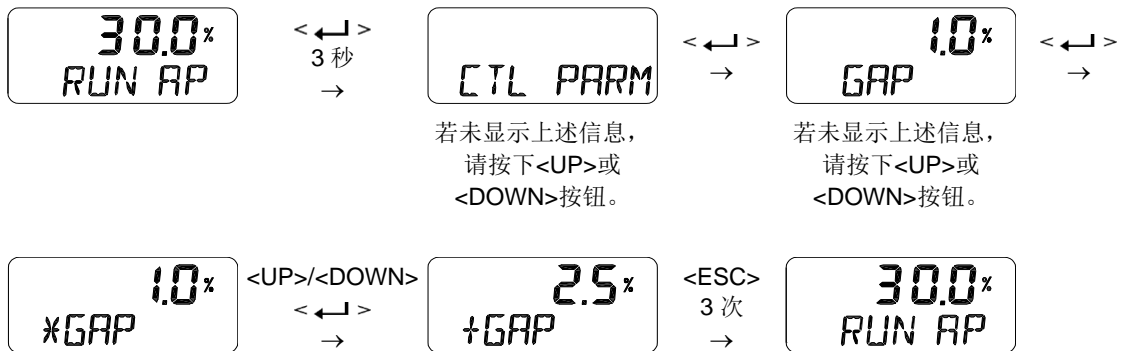 30.0%
RUN AP
< ↵ >
3 秒
→
CTL PARM
< ↵ >
→
1.0%
GAP
< ↵ >
→
若未显示上述信息，
请按下<UP>或
<DOWN>按钮。
若未显示上述信息，
请按下<UP>或
<DOWN>按钮。
1.0%
*GAP
<UP>/<DOWN>
< ↵ >
→
2.5%
+GAP
<ESC>
3 次
→
30.0%
RUN AP